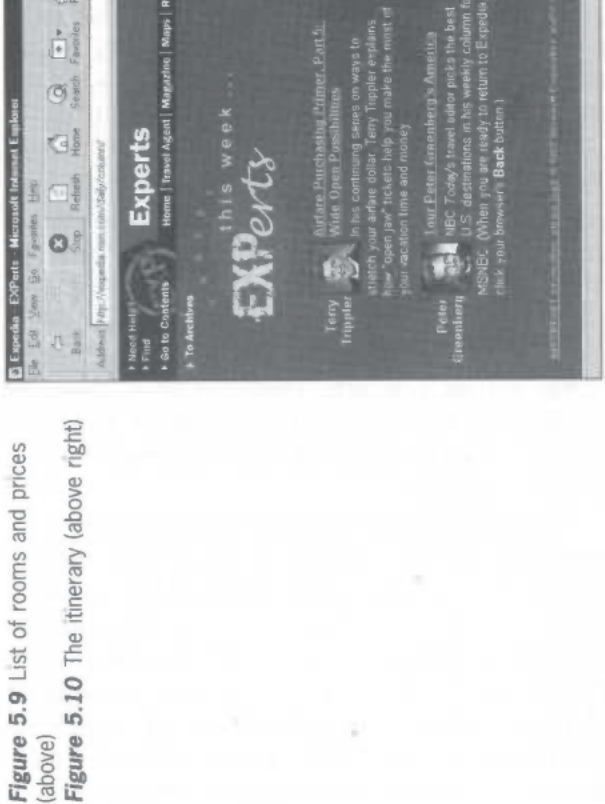 Figure 5.9 List of rooms and prices
(above)
Figure 5.10 The itinerary (above right)
Expedia EXPerts Microsoft Internet Explorer
File Edit View Go Favorites Help
Back Stop Refresh Home Search Favorites
Address
Need Help?
Find
Go to Contents
To Archives
Experts
Home | Travel Agent | Magazine | Maps | R
this week ...
EXPerts
Terry
Trippler
Airfare Purchasing Primer, Part 5:
Wide Open Possibilities
In his continuing series on ways to
stretch your airfare dollar, Terry Trippler explains
how "open jaw" tickets help you make the most of
your vacation time and money
Peter
Greenberg
Tour Peter Greenberg's America
NBC Today's travel editor picks the best
U.S. destinations in his weekly column fo
MSNBC. (When you are ready to return to Expedia
click your browser's Back button.)